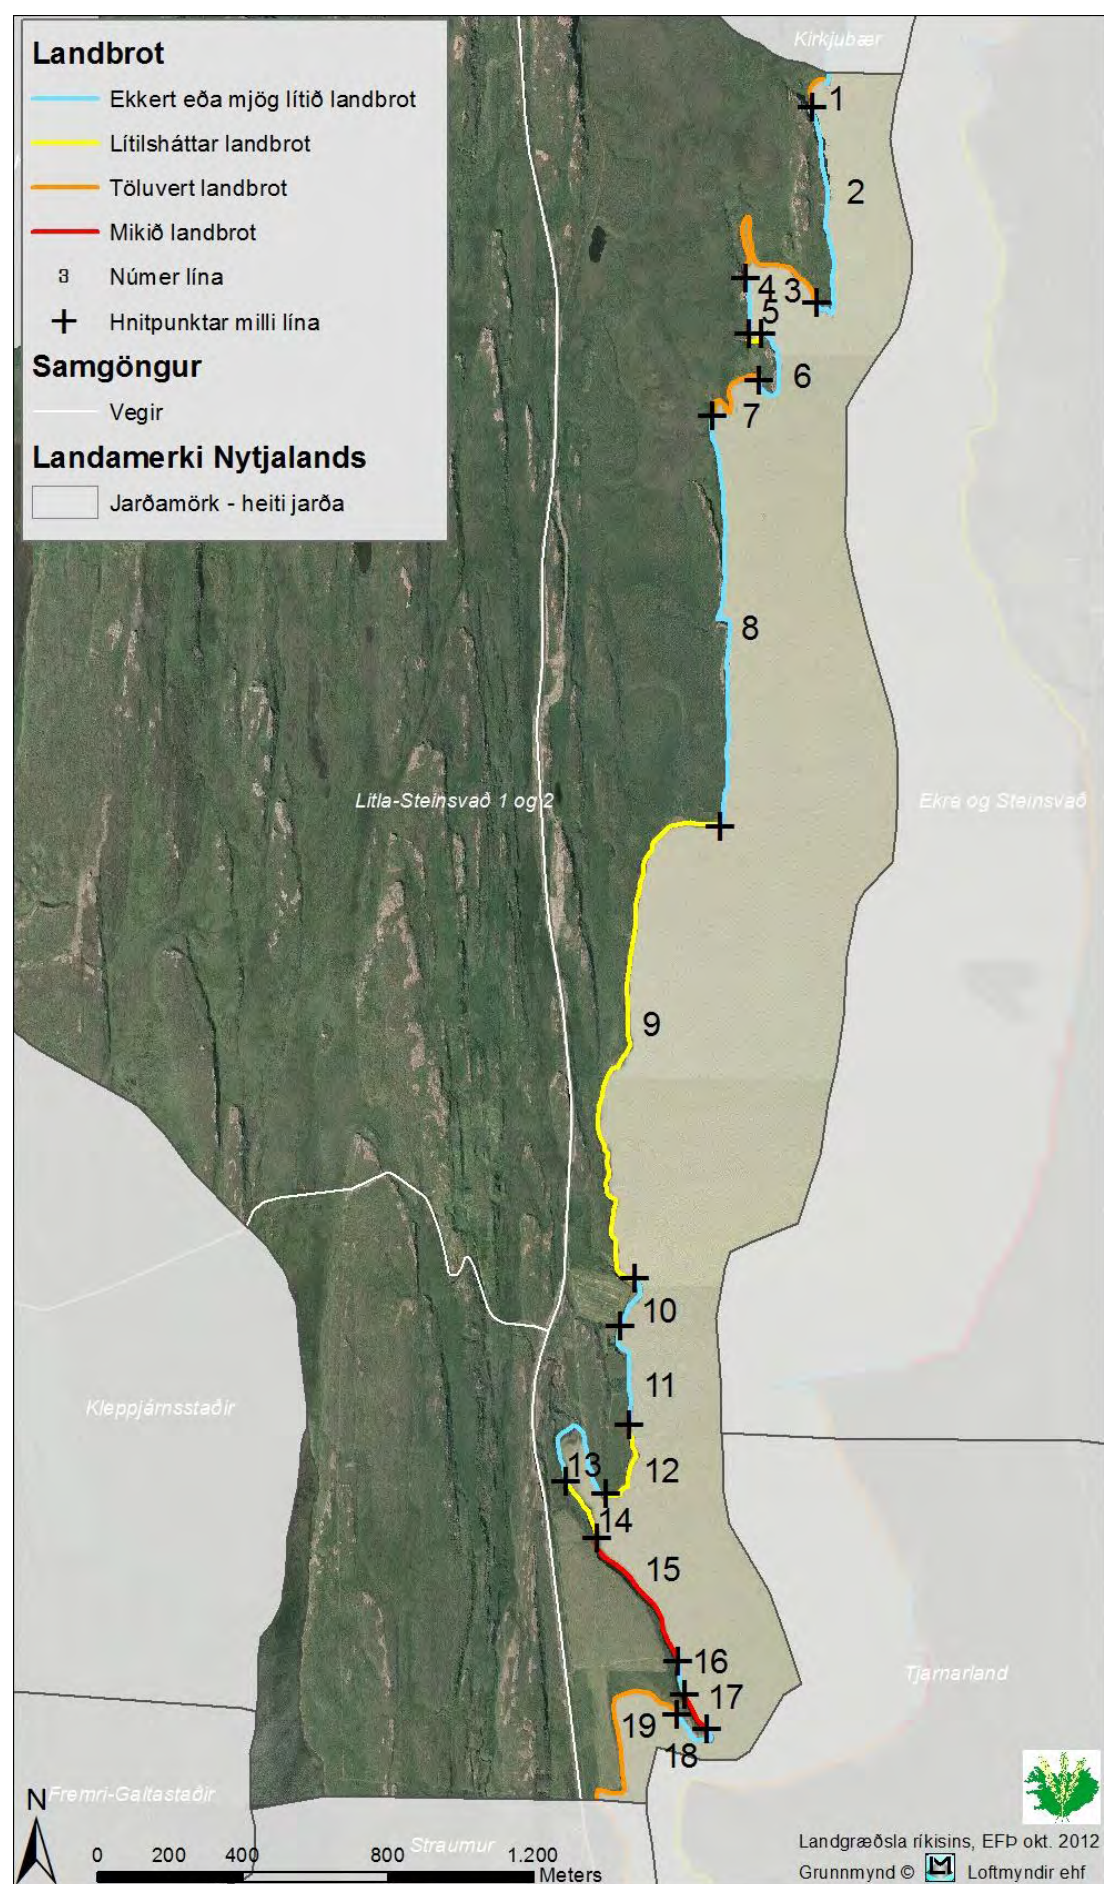 Landbrot
Ekkert eða mjög lítið landbrot
Lítilsháttar landbrot
Töluvert landbrot
Mikið landbrot
3 Númer lína
Hnitpunktar milli lína
Samgöngur
Vegir
Landamerki Nytjalands
Jarðamörk - heiti jarða
Kirkjubær
1
2
4 3
5
6
7
8
Litla-Steinsvað 1 og 2
Ekra og Steinsvað
9
10
11
Kleppjárnsstaðir
12
13
14
15
16
Tjarnarland
17
19
18
N
Fremri-Galtastaðir
Straumur
0 200 400 800 1.200
Meters
Landgræðsla ríkisins, EFÞ okt. 2012
Grunnmynd © Loftmyndir ehf